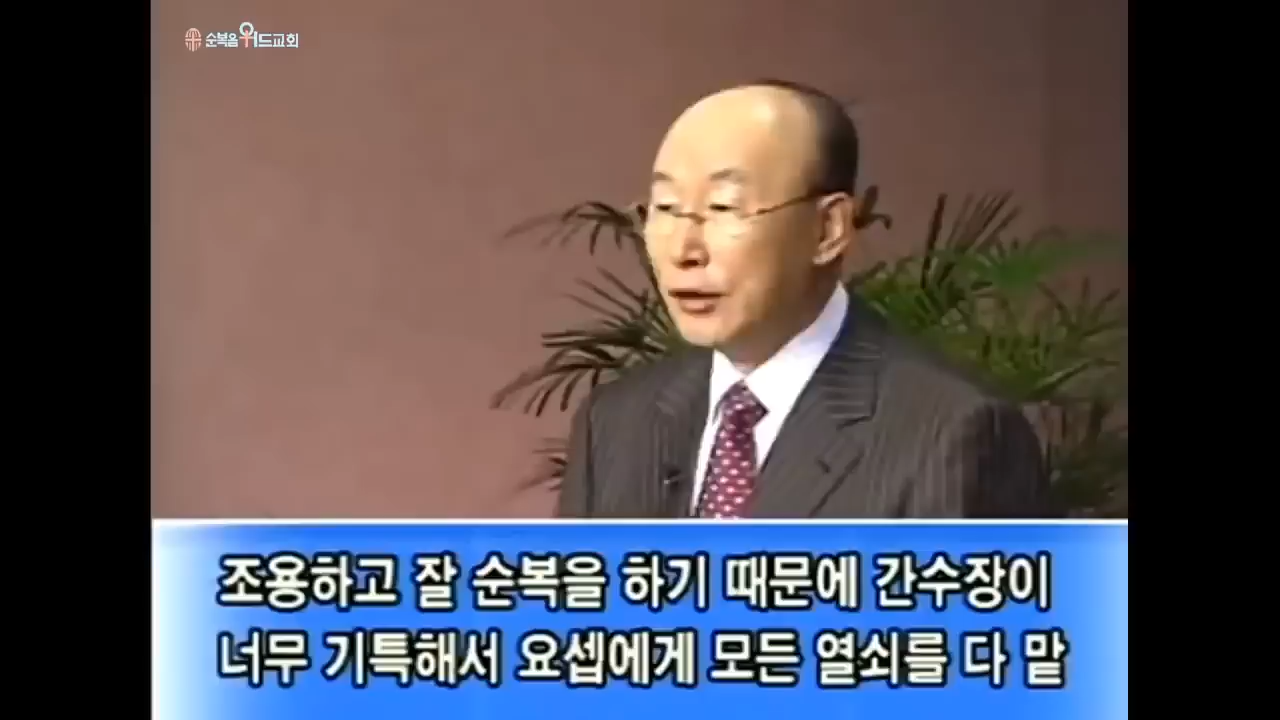 순복음위드교회
조용하고 잘 순복을 하기 때문에 간수장이
너무 기특해서 요셉에게 모든 열쇠를 다 맡